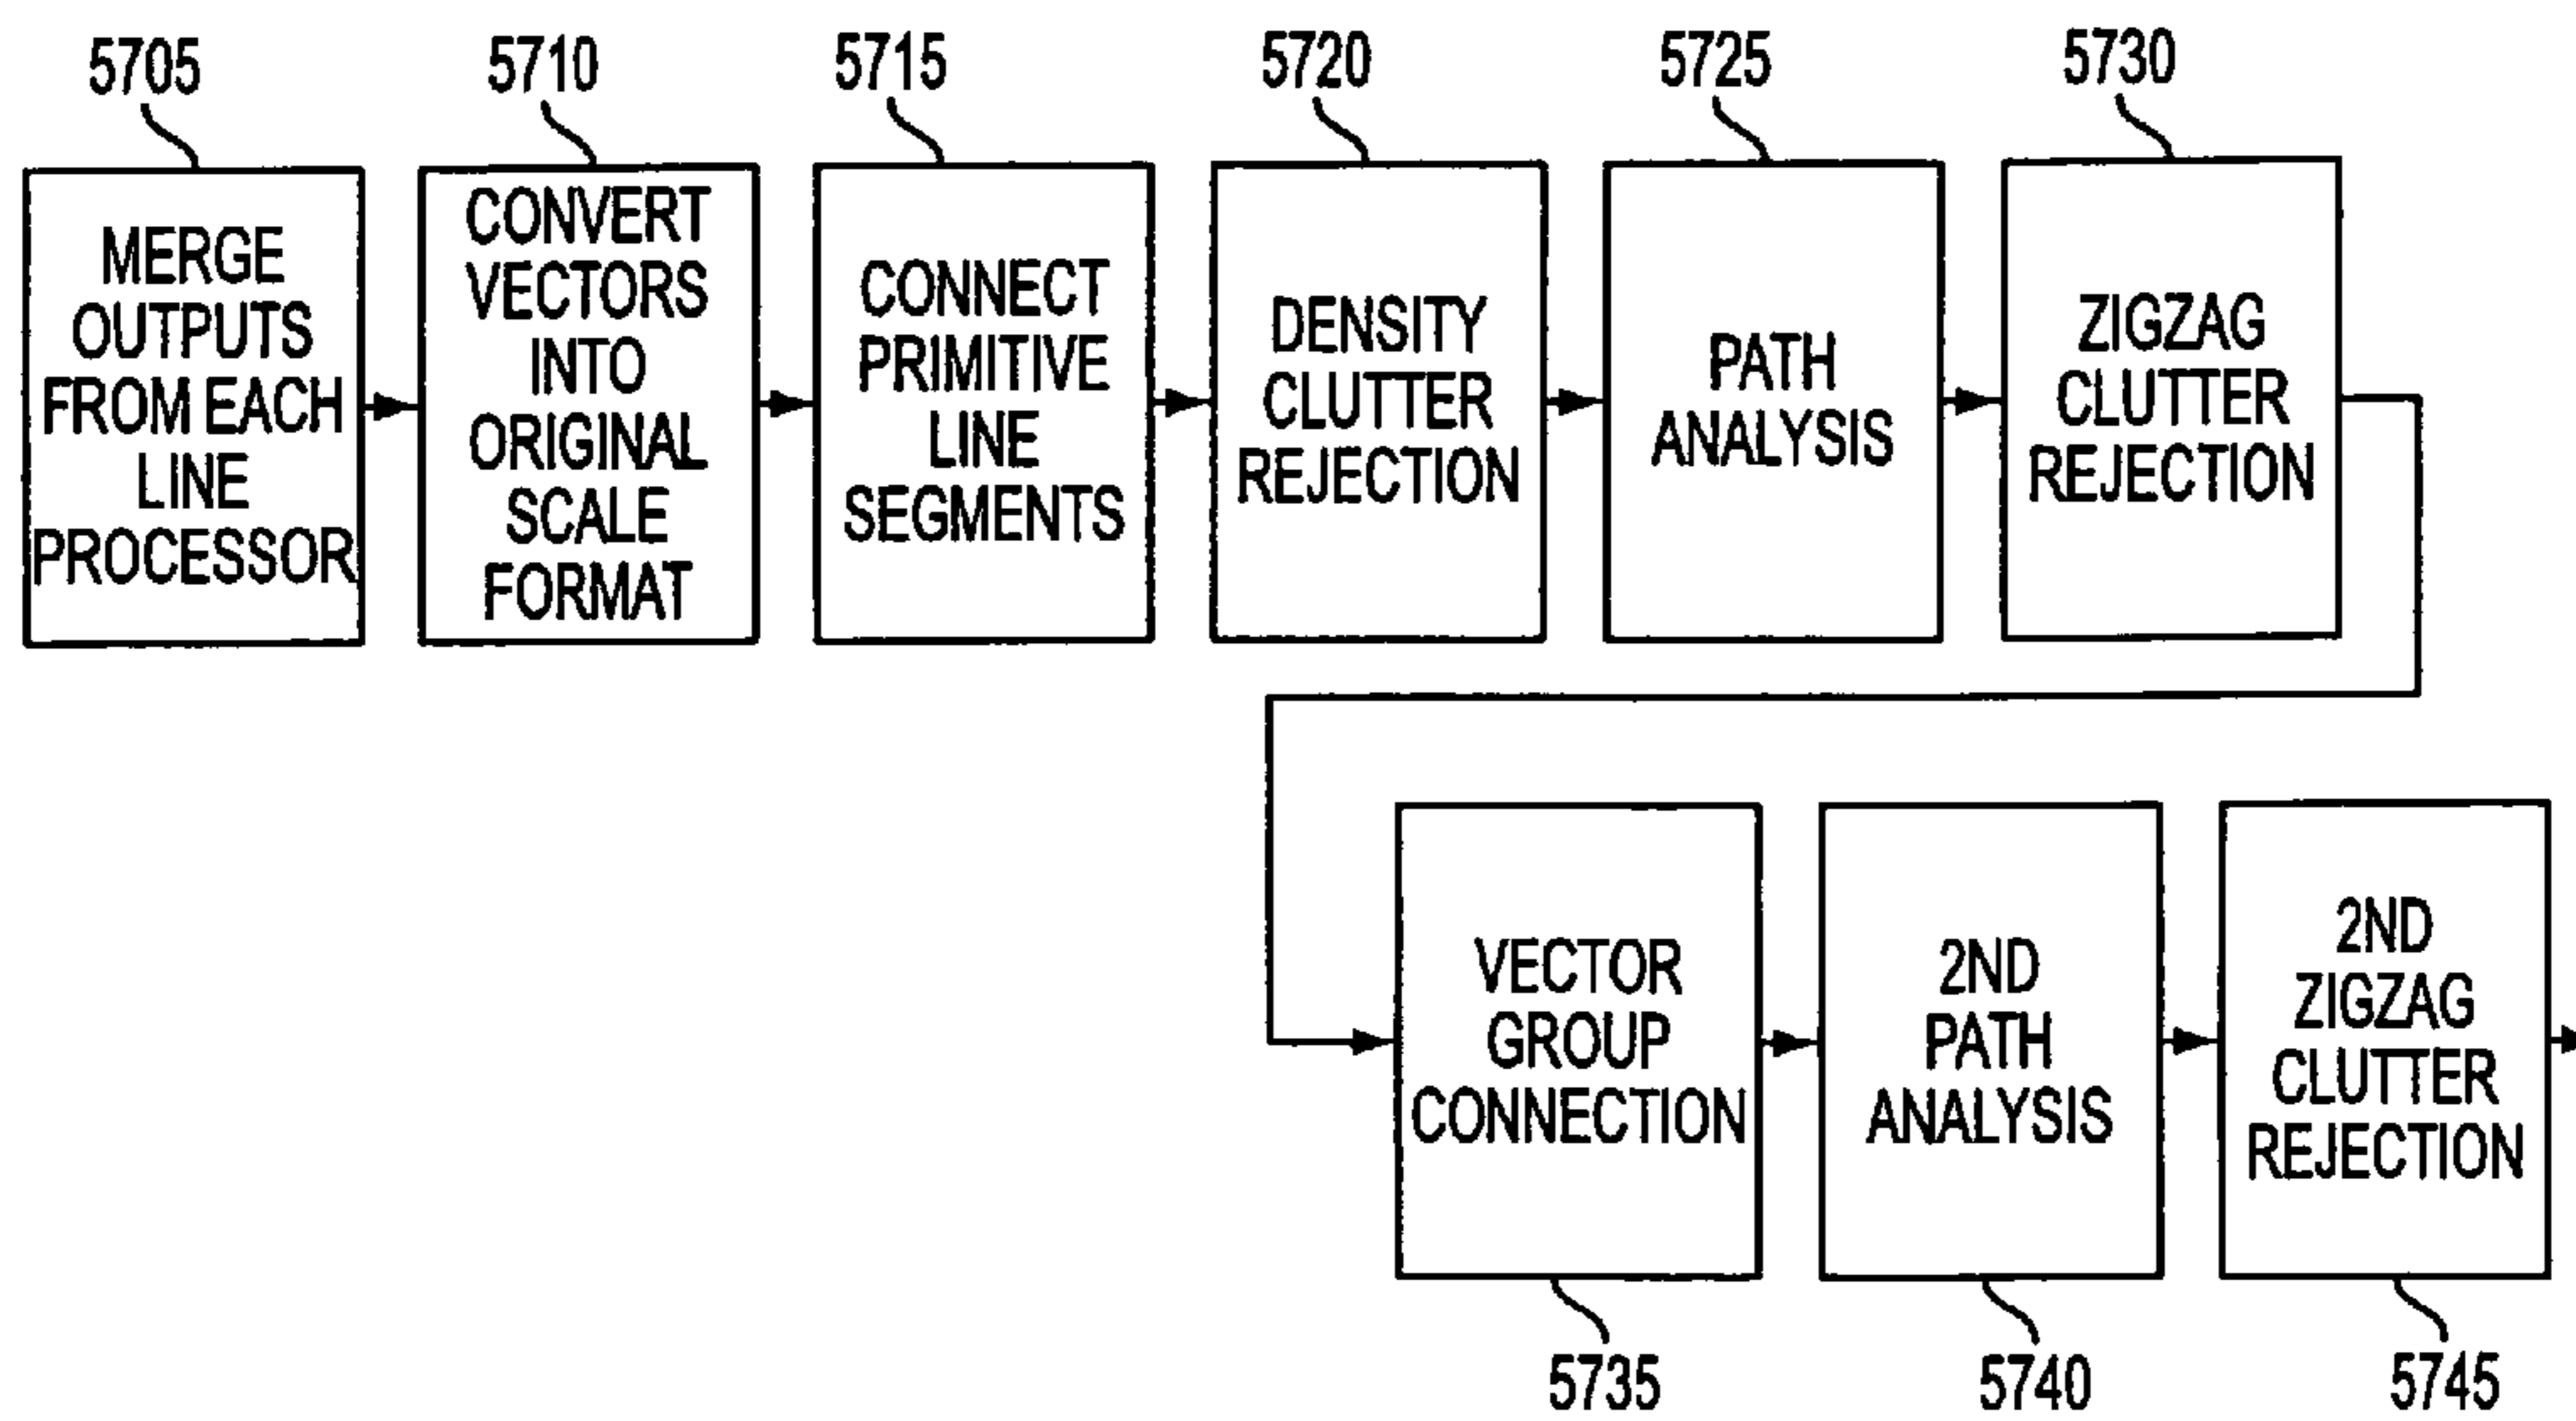 5705
5710
5715
5720
5725
5730
MERGE
OUTPUTS
FROM EACH
LINE
PROCESSOR
CONVERT
VECTORS
INTO
ORIGINAL
SCALE
FORMAT
CONNECT
PRIMITIVE
LINE
SEGMENTS
DENSITY
CLUTTER
REJECTION
PATH
ANALYSIS
ZIGZAG
CLUTTER
REJECTION
VECTOR
GROUP
CONNECTION
2ND
PATH
ANALYSIS
2ND
ZIGZAG
CLUTTER
REJECTION
5735
5740
5745